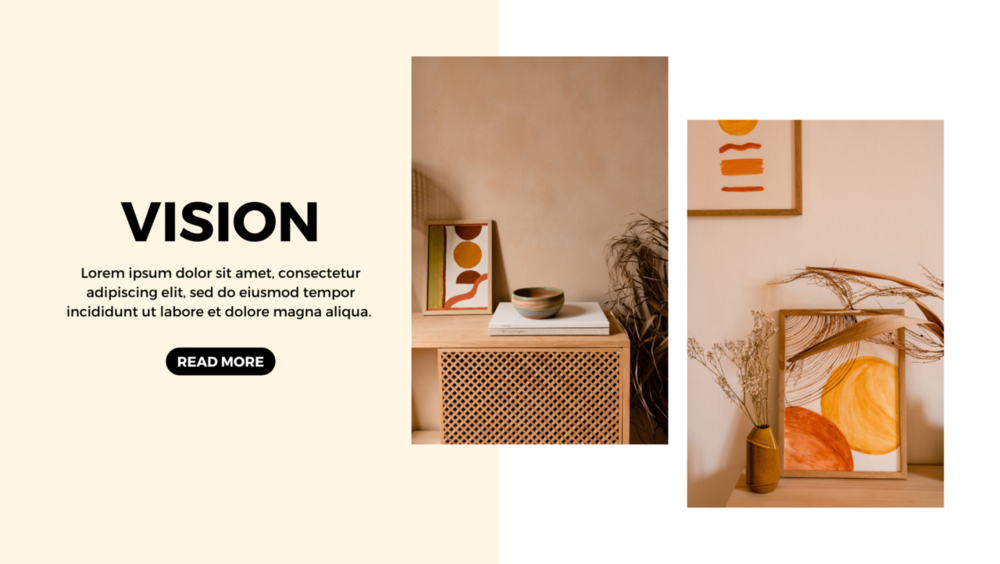 VISION
Lorem ipsum dolor sit amet, consectetur
adipiscing elit, sed do eiusmod tempor
incididunt ut labore et dolore magna aliqua.
READ MORE